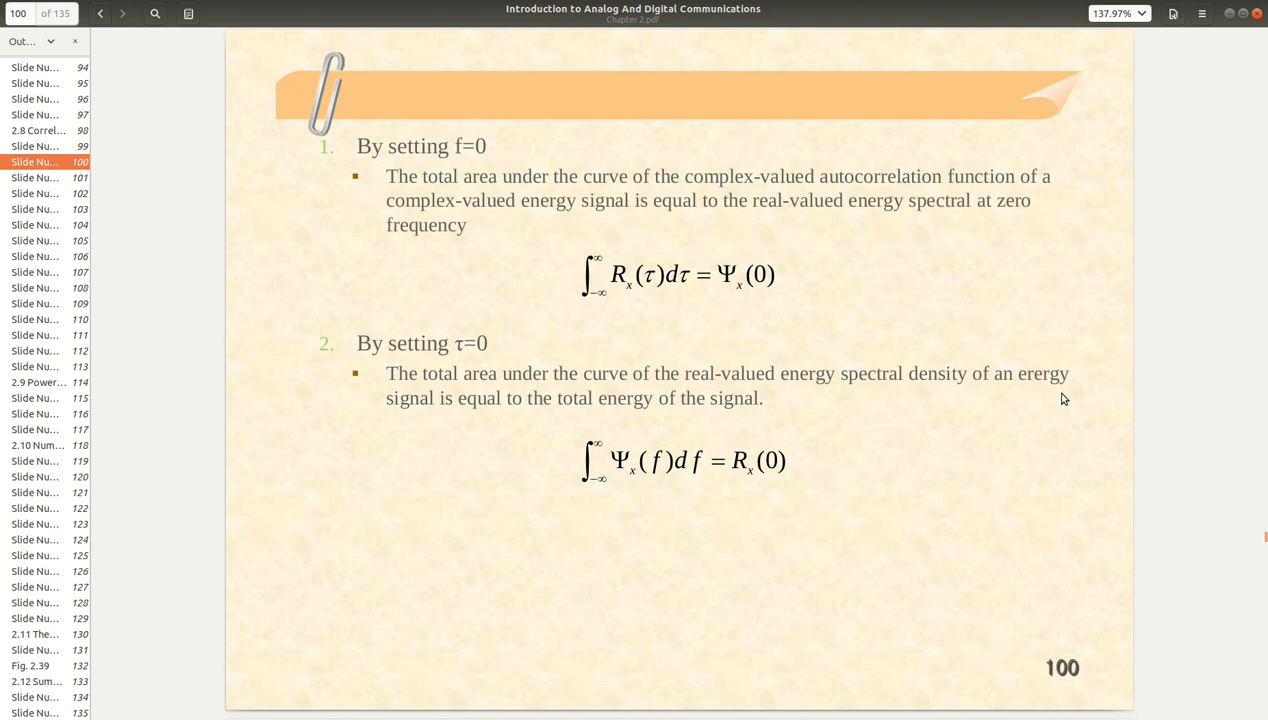 100 of 135
Introduction to Analog And Digital Communications
Chapter 2.pdf
137.97%
Out...
Slide Nu... 94
Slide Nu... 95
Slide Nu... 96
Slide Nu... 97
2.8 Correl... 98
Slide Nu... 99
Slide Nu... 100
Slide Nu... 101
Slide Nu... 102
Slide Nu... 103
Slide Nu... 104
Slide Nu... 105
Slide Nu... 106
Slide Nu... 107
Slide Nu... 108
Slide Nu... 109
Slide Nu... 110
Slide Nu... 111
Slide Nu... 112
Slide Nu... 113
2.9 Power... 114
Slide Nu... 115
Slide Nu... 116
Slide Nu... 117
2.10 Num... 118
Slide Nu... 119
Slide Nu... 120
Slide Nu... 121
Slide Nu... 122
Slide Nu... 123
Slide Nu... 124
Slide Nu... 125
Slide Nu... 126
Slide Nu... 127
Slide Nu... 128
Slide Nu... 129
2.11 The... 130
Slide Nu... 131
Fig. 2.39 132
2.12 Sum... 133
Slide Nu... 134
Slide Nu... 135
1. By setting f=0
▪ The total area under the curve of the complex-valued autocorrelation function of a
complex-valued energy signal is equal to the real-valued energy spectral at zero
frequency
∫_{-∞}^{∞} R_x(τ)dτ = Ψ_x(0)
2. By setting τ=0
▪ The total area under the curve of the real-valued energy spectral density of an erergy
signal is equal to the total energy of the signal.
∫_{-∞}^{∞} Ψ_x(f)df = R_x(0)
100